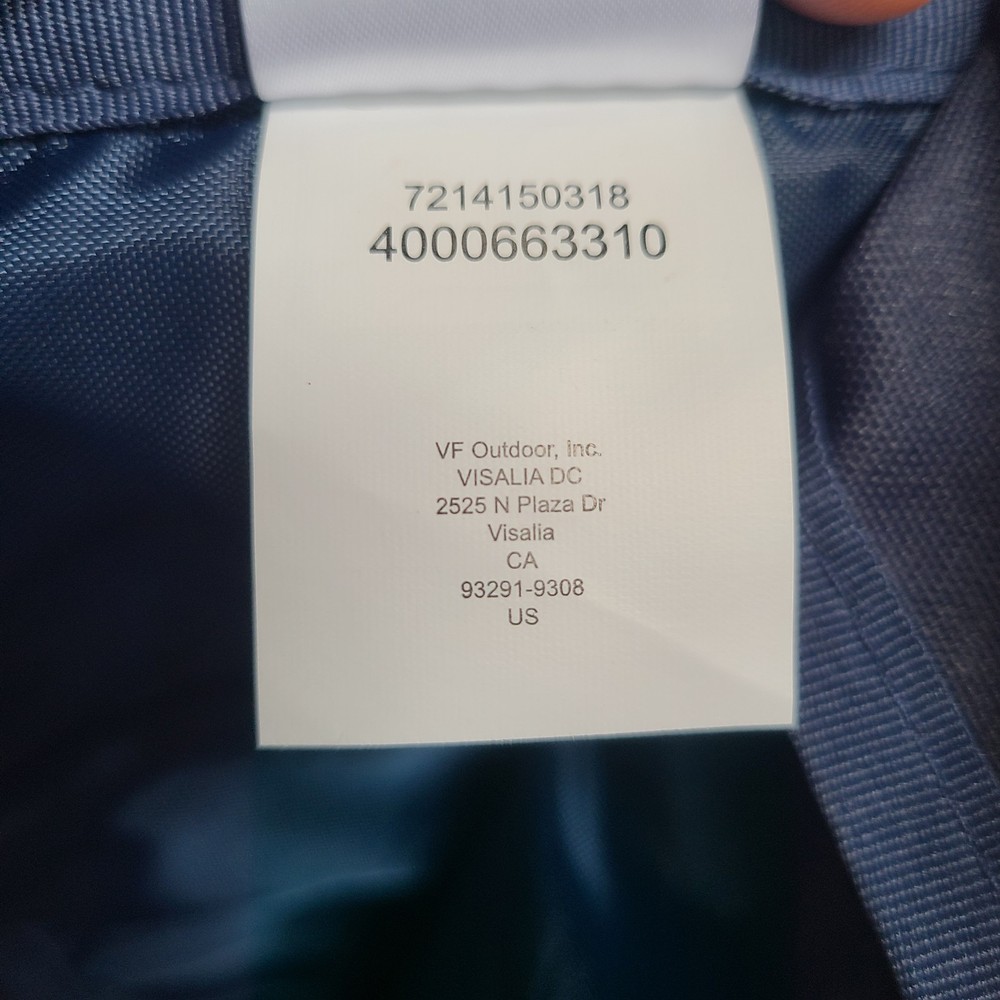 7214150318
4000663310
VF Outdoor, Inc.
VISALIA DC
2525 N Plaza Dr
Visalia
CA
93291-9308
US